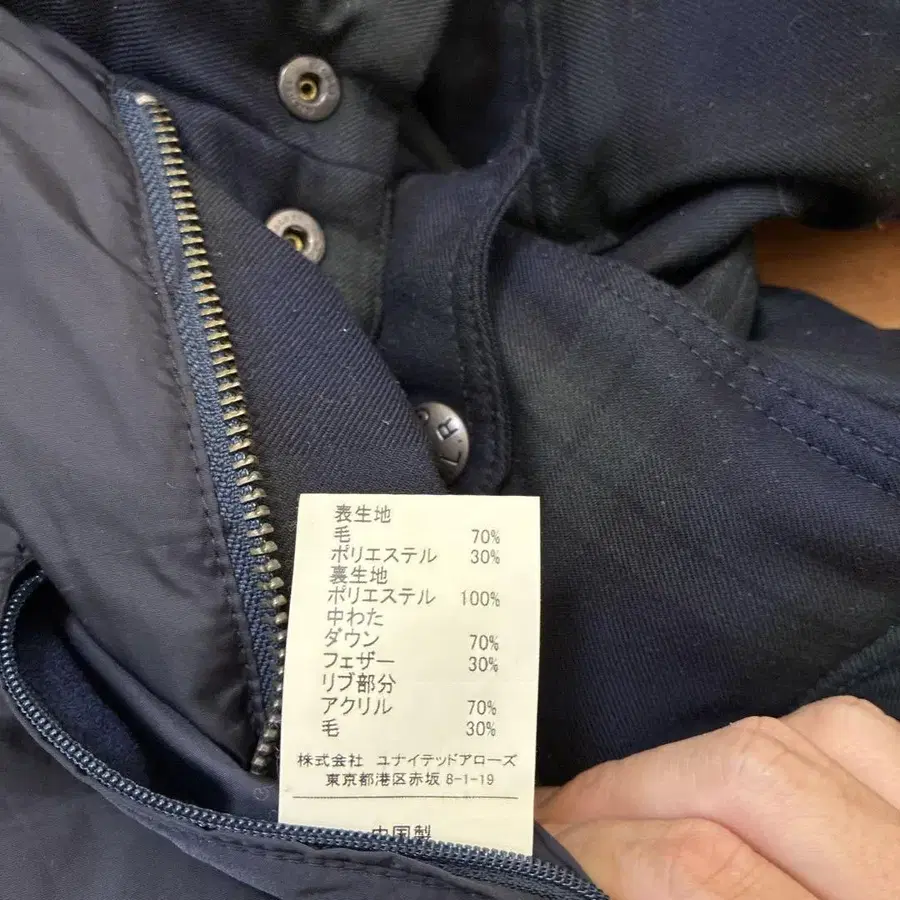 表生地
毛 70%
ポリエステル 30%
裏生地
ポリエステル 100%
中わた
ダウン 70%
フェザー 30%
リブ部分
アクリル 70%
毛 30%
株式会社 ユナイテッドアローズ
東京都港区赤坂 8-1-19
中国製
L.R